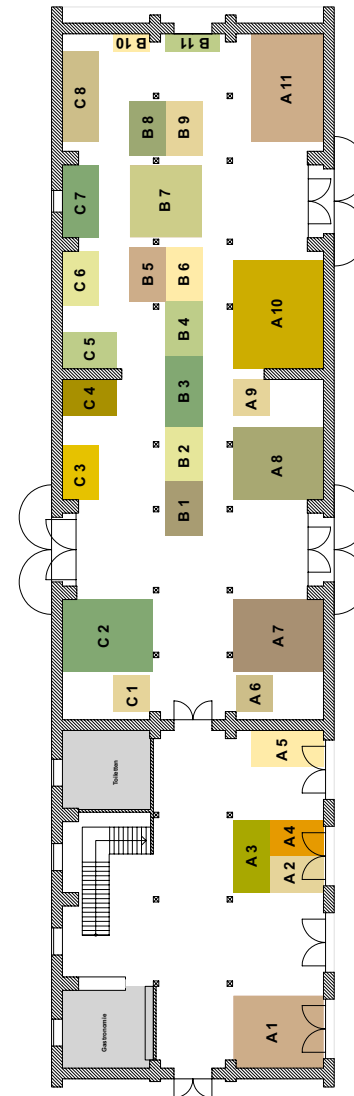 B 10
B 11
C 8
A 11
B 8
B 9
C 7
B 7
C 6
B 5
B 6
A 10
B 4
C 5
B 3
C 4
A 9
B 2
C 3
A 8
B 1
C 2
A 7
C 1
A 6
Toiletten
A 5
A 3
A 4
A 2
Gastronomie
A 1